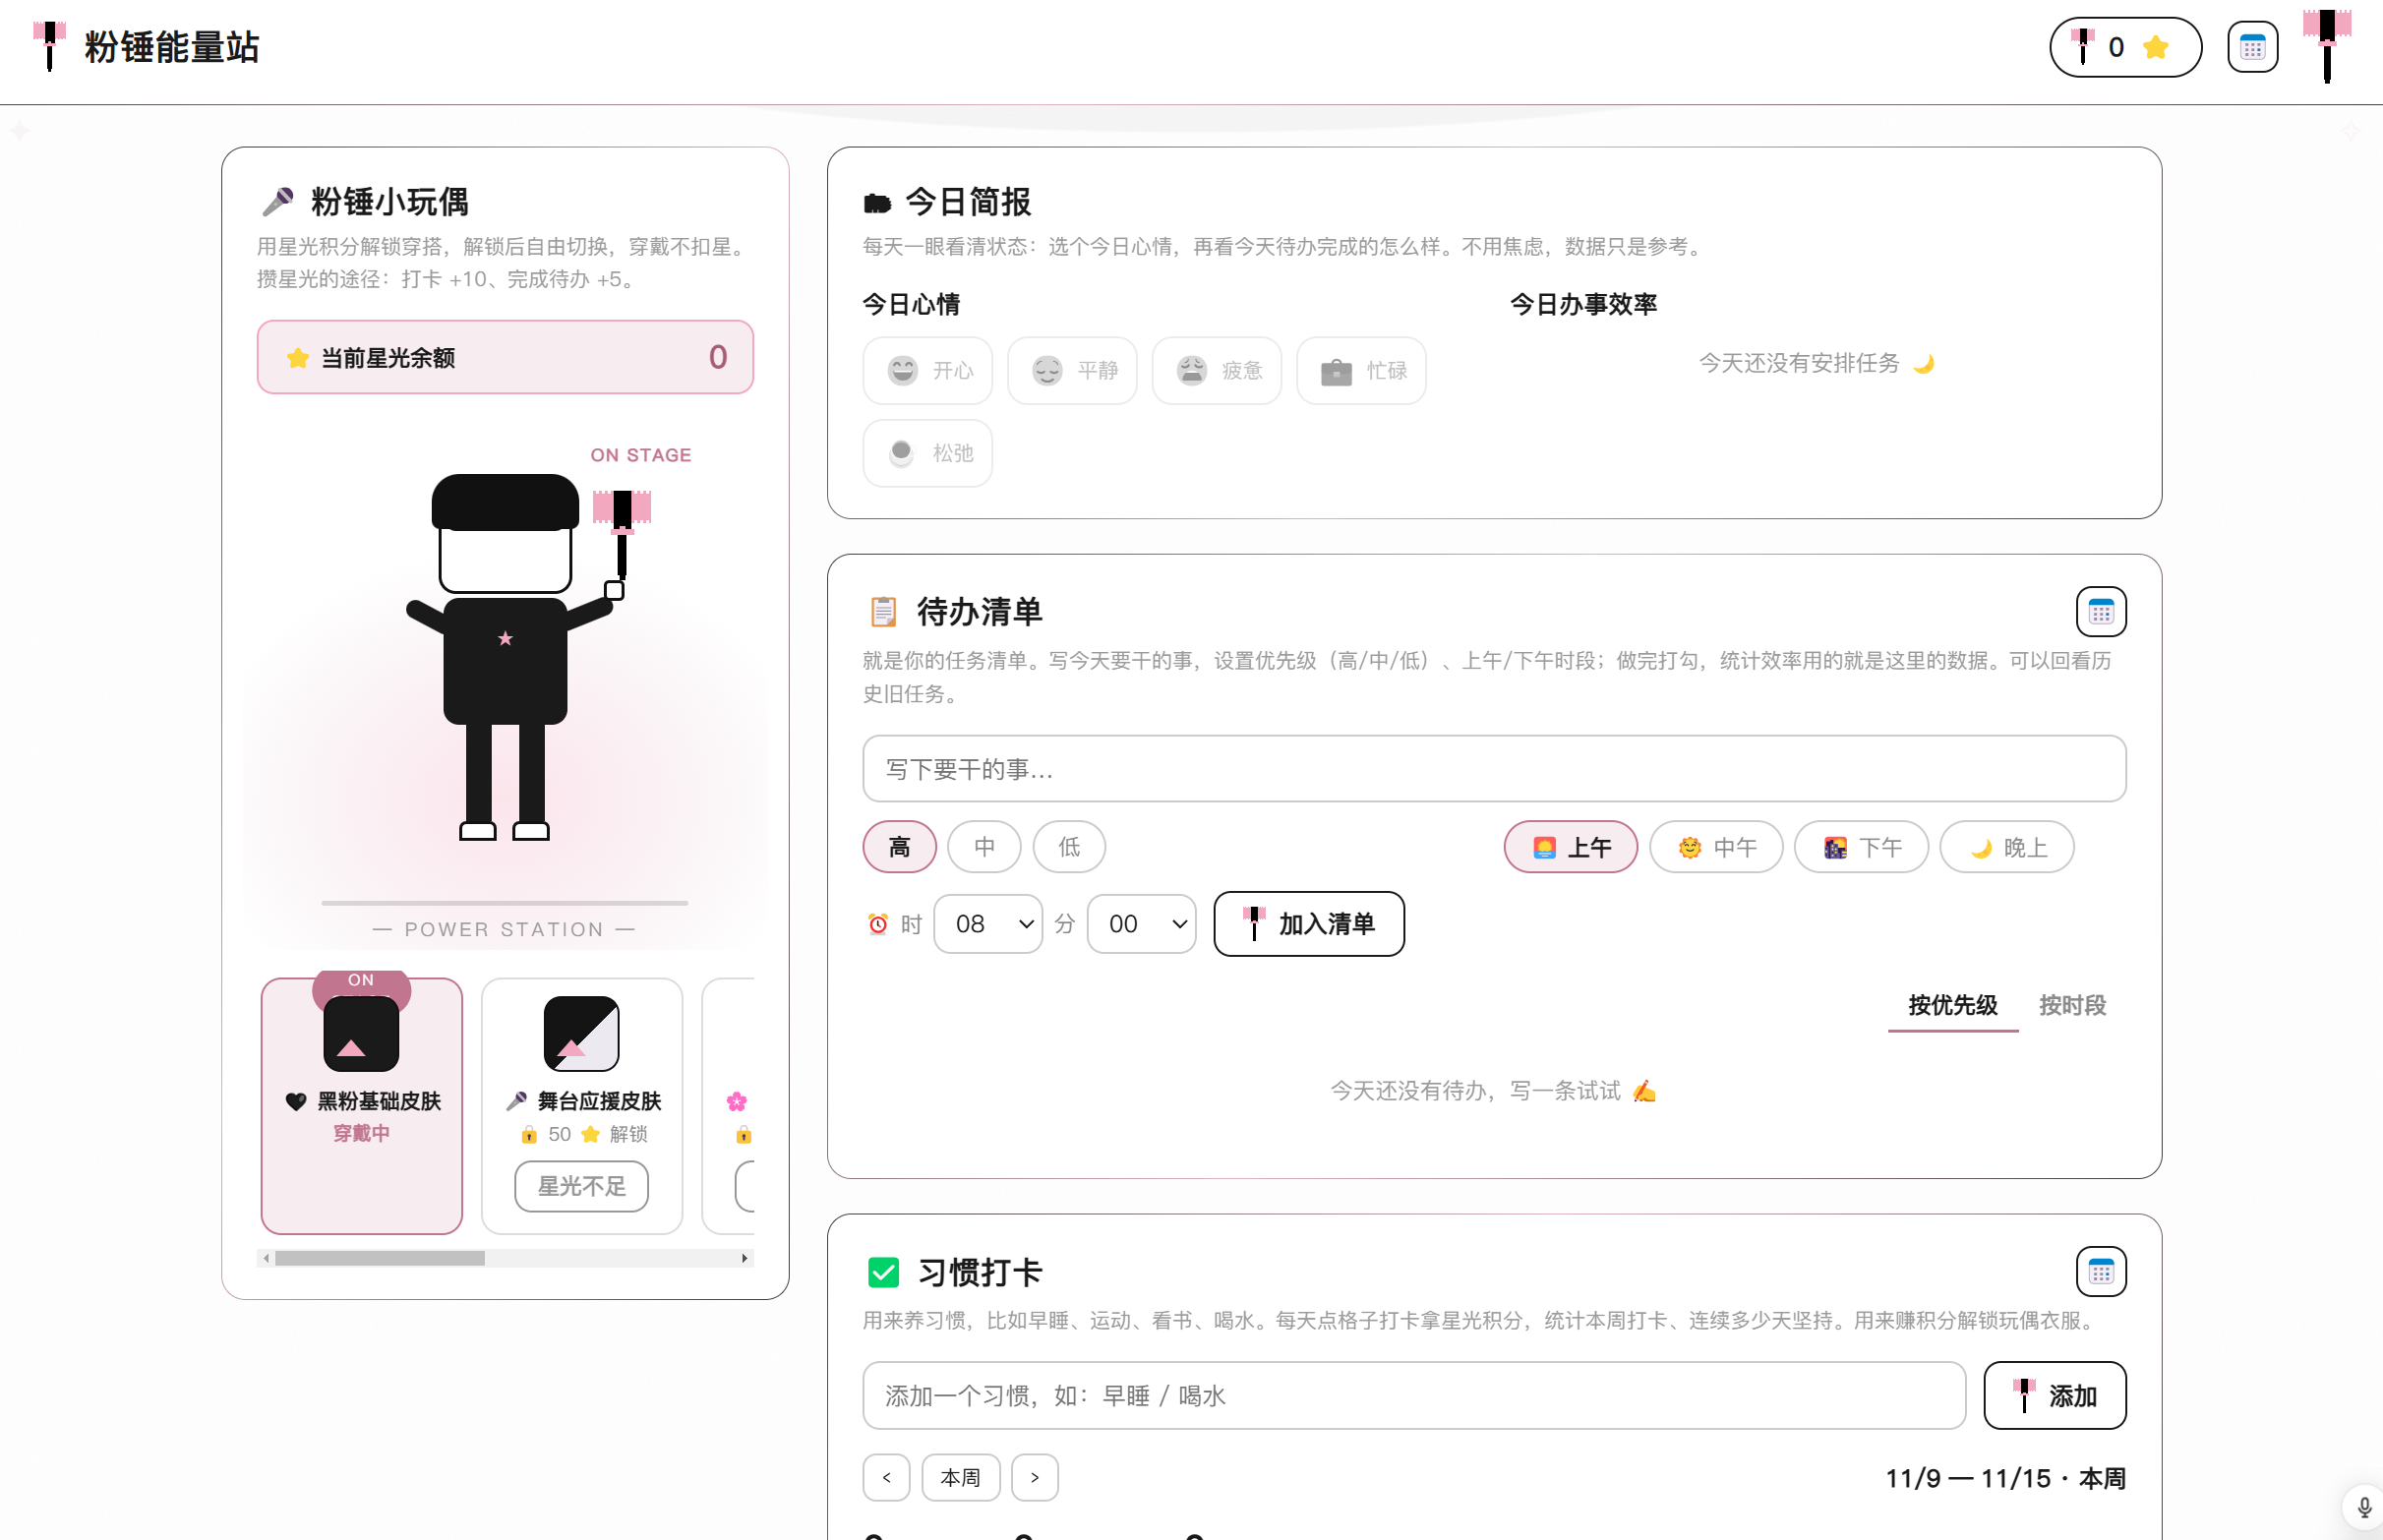 粉锤能量站
0
粉锤小玩偶
用星光积分解锁穿搭，解锁后自由切换，穿戴不扣星。
攒星光的途径：打卡 +10、完成待办 +5。
当前星光余额 0
ON STAGE
— POWER STATION —
ON
黑粉基础皮肤
穿戴中
舞台应援皮肤
50 解锁
星光不足
今日简报
每天一眼看清状态：选个今日心情，再看今天待办完成的怎么样。不用焦虑，数据只是参考。
今日心情
开心 平静 疲惫 忙碌
松弛
今日办事效率
今天还没有安排任务
待办清单
就是你的任务清单。写今天要干的事，设置优先级（高/中/低）、上午/下午时段；做完打勾，统计效率用的就是这里的数据。可以回看历
史旧任务。
写下要干的事...
高 中 低 上午 中午 下午 晚上
时 08 分 00 加入清单
按优先级 按时段
今天还没有待办，写一条试试
习惯打卡
用来养习惯，比如早睡、运动、看书、喝水。每天点格子打卡拿星光积分，统计本周打卡、连续多少天坚持。用来赚积分解锁玩偶衣服。
添加一个习惯，如：早睡 / 喝水 添加
< 本周 > 11/9 — 11/15 · 本周